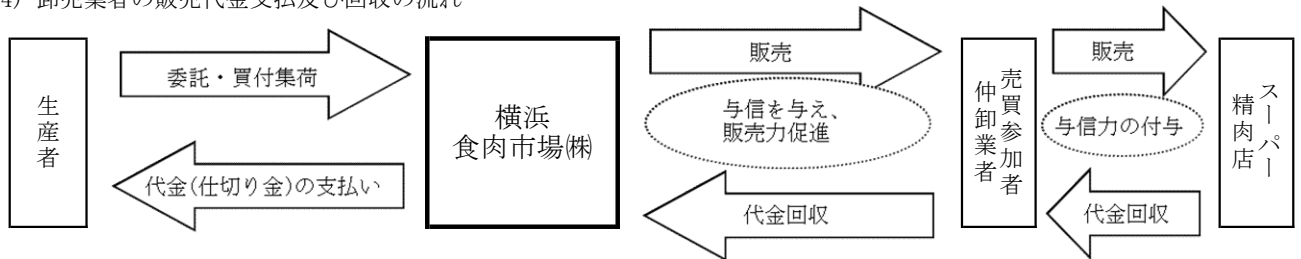 4) 卸売業者の販売代金支払及び回収の流れ
生産者
委託・買付集荷
代金(仕切り金)の支払い
横浜
食肉市場㈱
販売
与信を与え、
販売力促進
代金回収
売買参加者
仲卸業者
販売
与信力の付与
代金回収
スーパー
精肉店